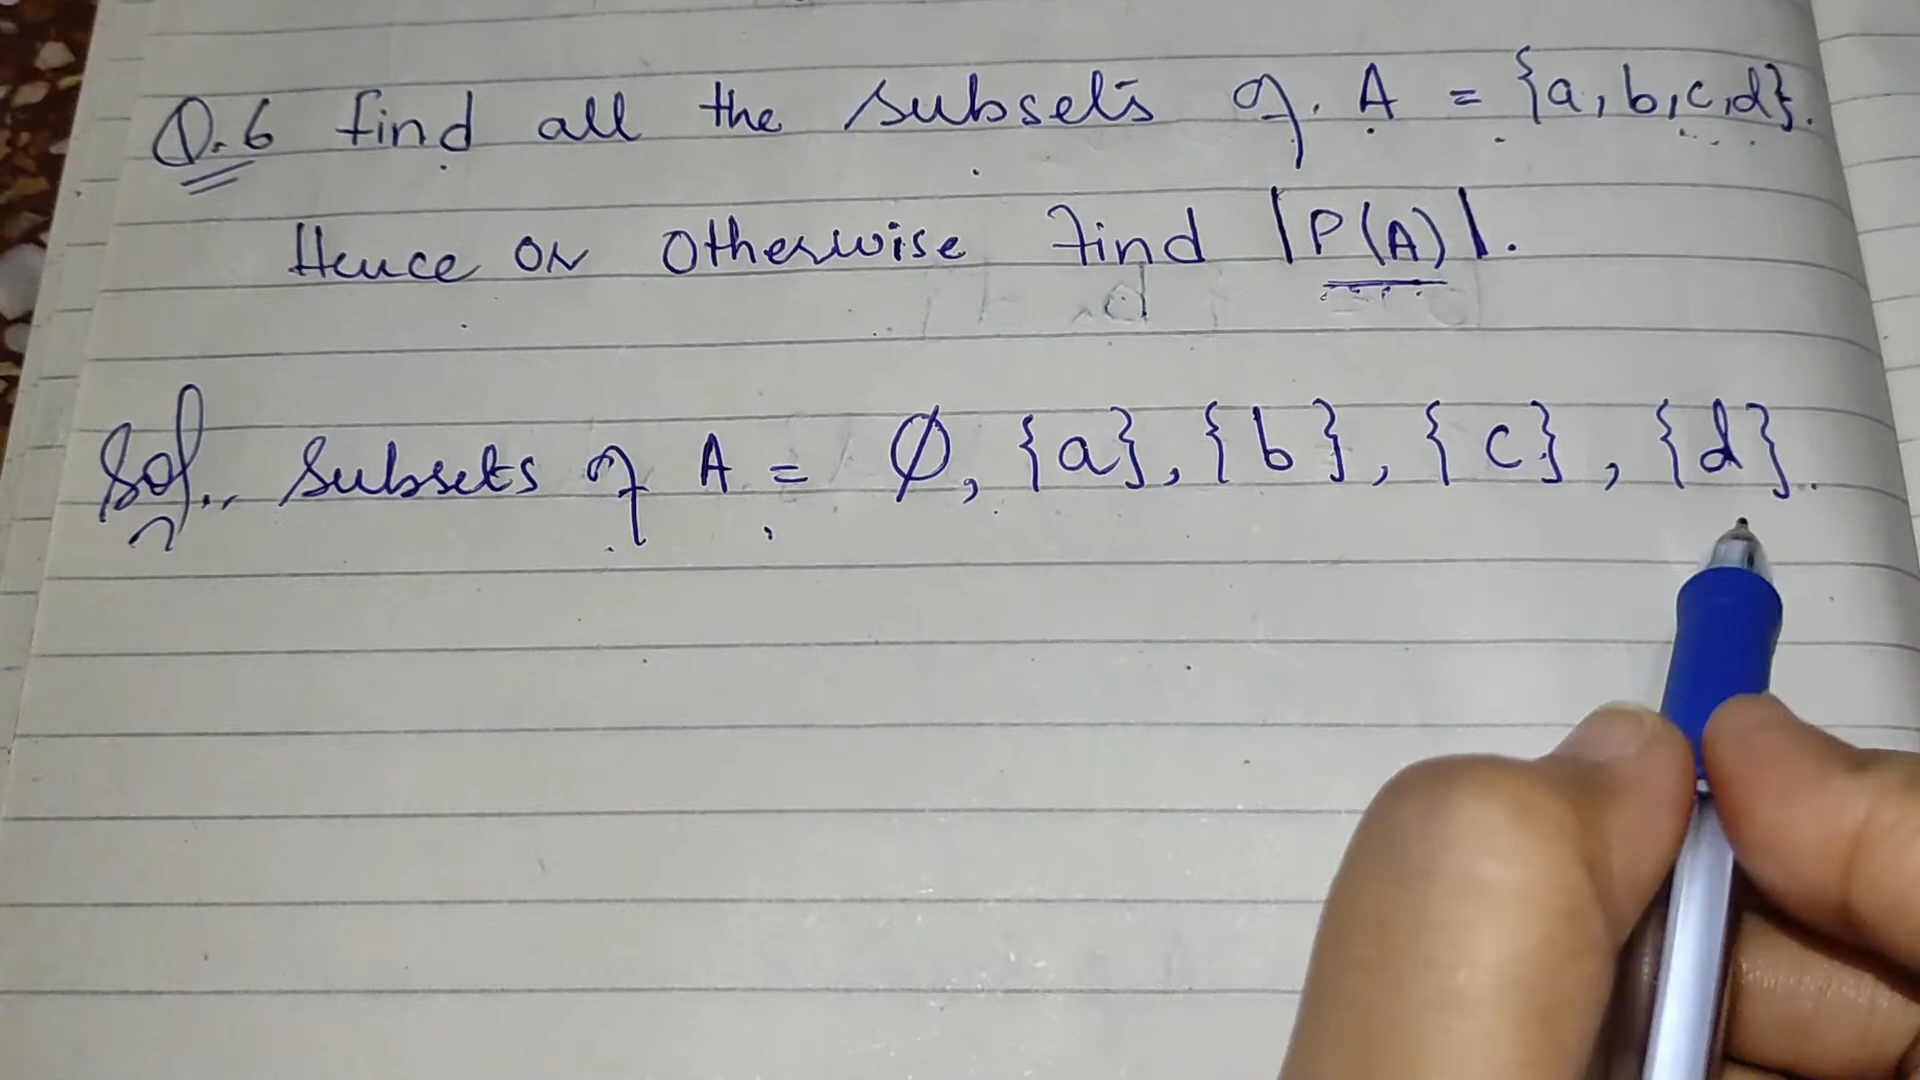 Q.6 find all the subsets of. A = {a, b, c, d}.
Hence or otherwise find |P(A)|.
Sol. Subsets of A = Ø, {a}, {b}, {c}, {d}.